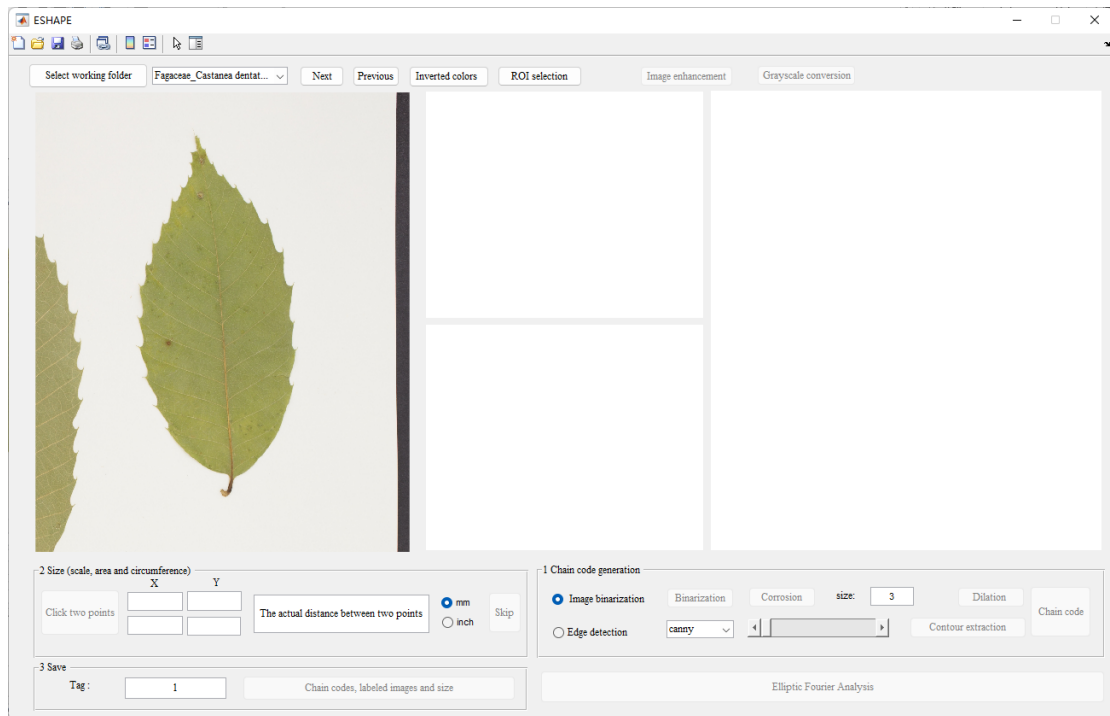 ESHAPE
Select working folder Fagaceae_Castanea dentat... Next Previous Inverted colors ROI selection Image enhancement Grayscale conversion
2 Size (scale, area and circumference)
X Y
Click two points
The actual distance between two points
mm
inch
Skip
1 Chain code generation
Image binarization Binarization Corrosion size: 3 Dilation
Chain code
Edge detection canny Contour extraction
3 Save
Tag : 1 Chain codes, labeled images and size
Elliptic Fourier Analysis